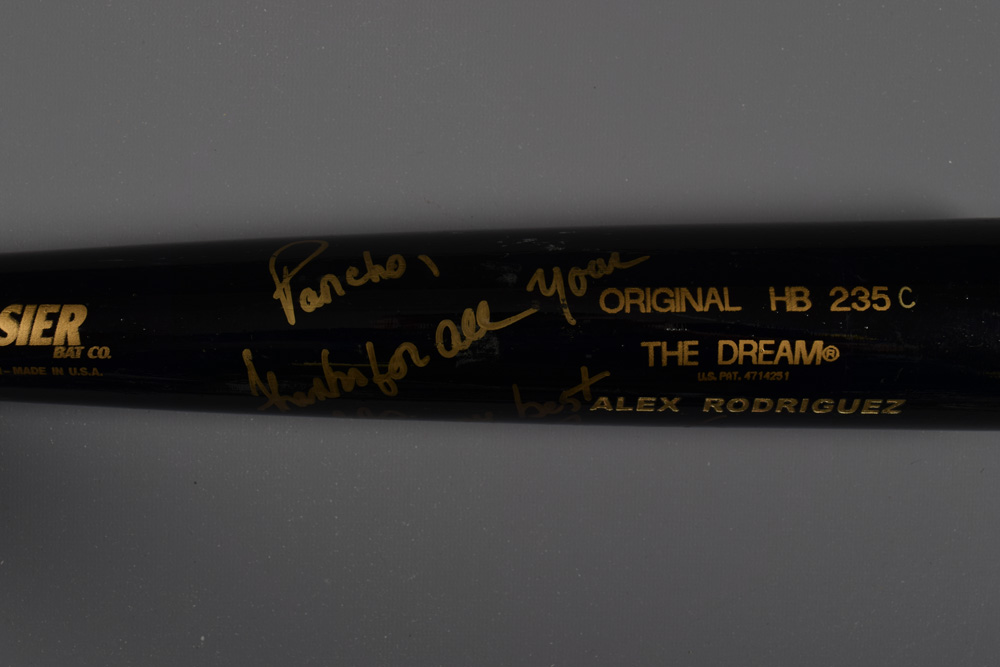 SIER
BAT CO.
- MADE IN U.S.A.
Pancho,
thanks for all your
best
ORIGINAL HB 235 C
THE DREAM®
U.S. PAT. 4714251
ALEX RODRIGUEZ